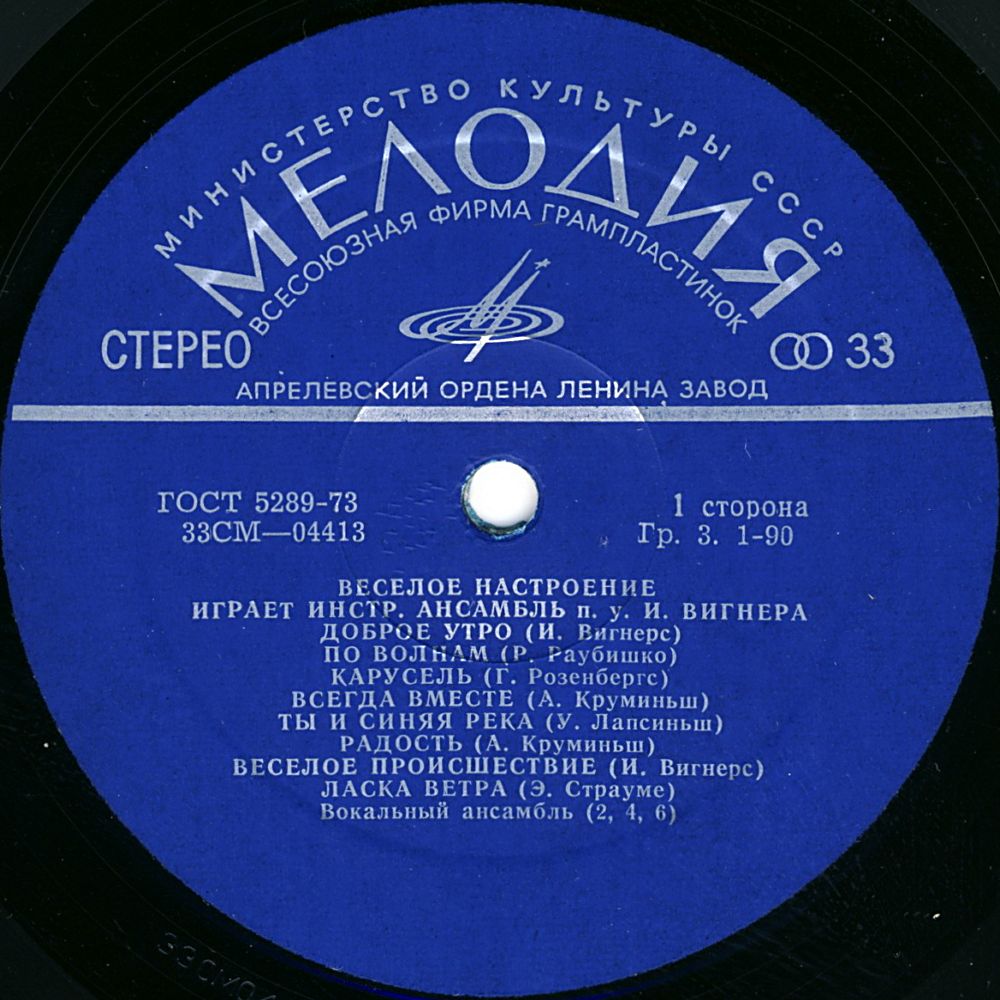 МИНИСТЕРСТВО КУЛЬТУРЫ СССР
МЕЛОДИЯ
ВСЕСОЮЗНАЯ ФИРМА ГРАМПЛАСТИНОК
СТЕРЕО
33
АПРЕЛЕВСКИЙ ОРДЕНА ЛЕНИНА ЗАВОД
ГОСТ 5289-73
33СМ—04413
1 сторона
Гр. 3. 1-90
ВЕСЕЛОЕ НАСТРОЕНИЕ
ИГРАЕТ ИНСТР. АНСАМБЛЬ п. у. И. ВИГНЕРА
ДОБРОЕ УТРО (И. Вигнерс)
ПО ВОЛНАМ (Р. Раубишко)
КАРУСЕЛЬ (Г. Розенбергс)
ВСЕГДА ВМЕСТЕ (А. Круминьш)
ТЫ И СИНЯЯ РЕКА (У. Лапсиньш)
РАДОСТЬ (А. Круминьш)
ВЕСЕЛОЕ ПРОИСШЕСТВИЕ (И. Вигнерс)
ЛАСКА ВЕТРА (Э. Страуме)
Вокальный ансамбль (2, 4, 6)